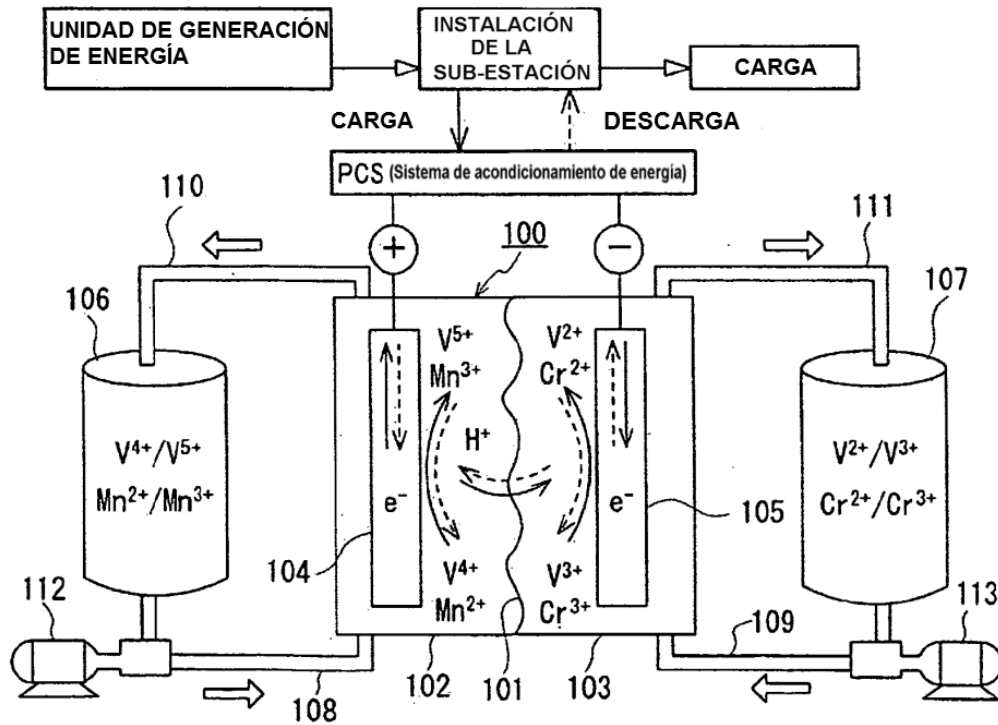 UNIDAD DE GENERACIÓN
DE ENERGÍA
INSTALACIÓN
DE LA
SUB-ESTACIÓN
CARGA
CARGA
DESCARGA
PCS (Sistema de acondicionamiento de energía)
110
111
+
100
−
106
107
V⁵⁺
Mn³⁺
V²⁺
Cr²⁺
H⁺
V⁴⁺/V⁵⁺
Mn²⁺/Mn³⁺
V²⁺/V³⁺
Cr²⁺/Cr³⁺
e⁻
e⁻
104
105
V⁴⁺
Mn²⁺
V³⁺
Cr³⁺
112
113
108
102
101
103
109